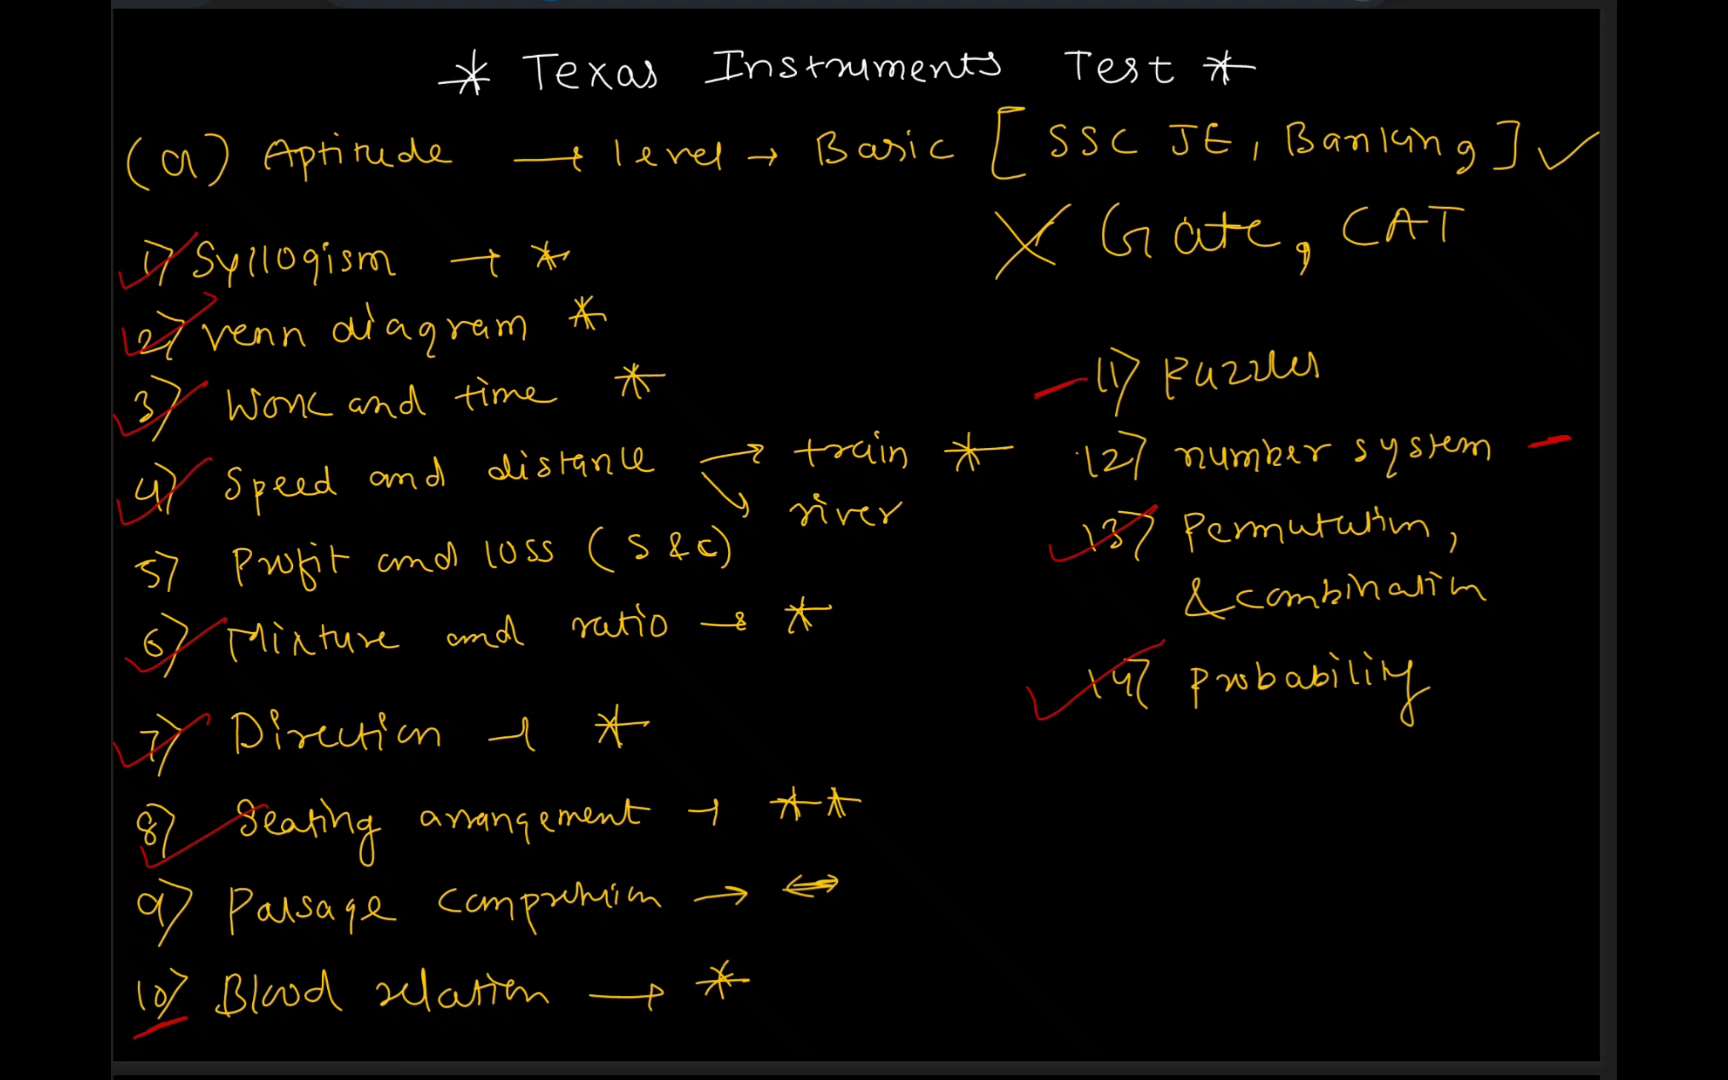 * Texas Instruments Test *
(a) Aptitude → level → Basic [SSC JE, Banking] ✓
X Gate, CAT
1) Syllogism → *
2) venn diagram *
3) Work and time *
4) Speed and distance → train *
→ river
5) Profit and loss (S & C)
6) Mixture and ratio → *
7) Direction → *
8) Seating arrangement → **
9) Passage comprehension → ↔
10) Blood relation → *
11) Puzzles
12) number system -
13) Permutation,
& combination
14) Probability